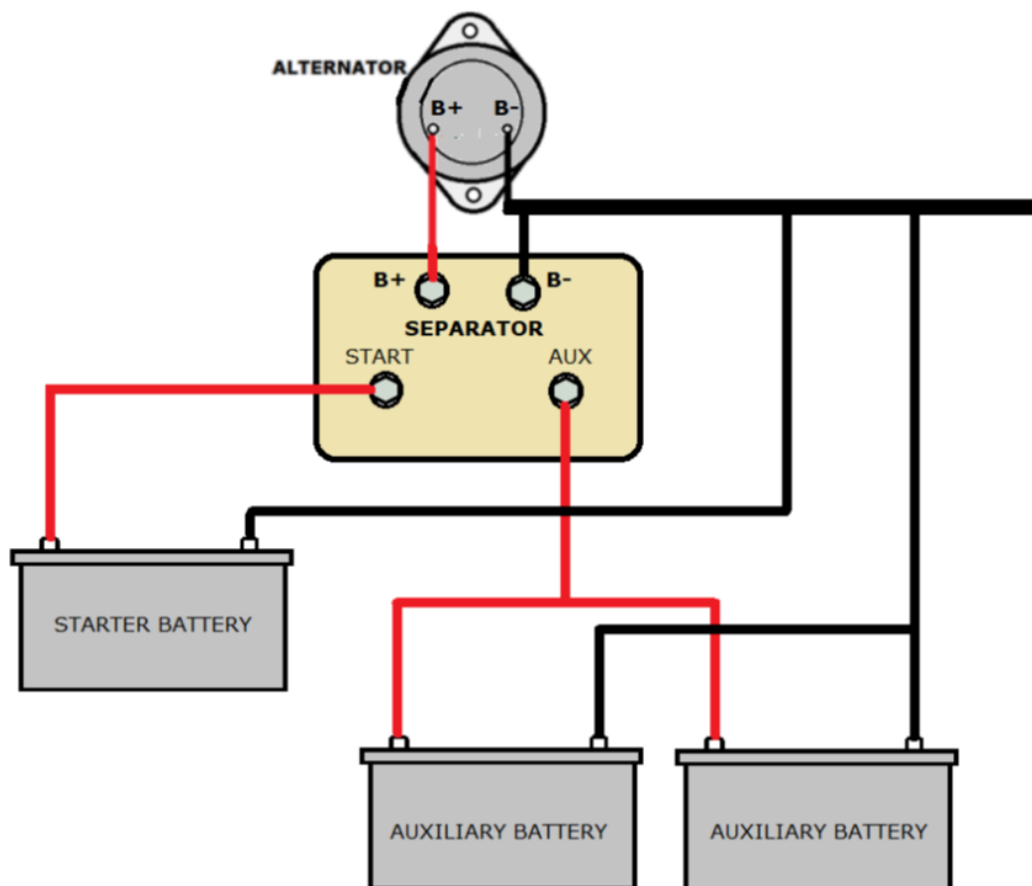 ALTERNATOR
B+ B-
B+ B-
SEPARATOR
START AUX
STARTER BATTERY
AUXILIARY BATTERY AUXILIARY BATTERY